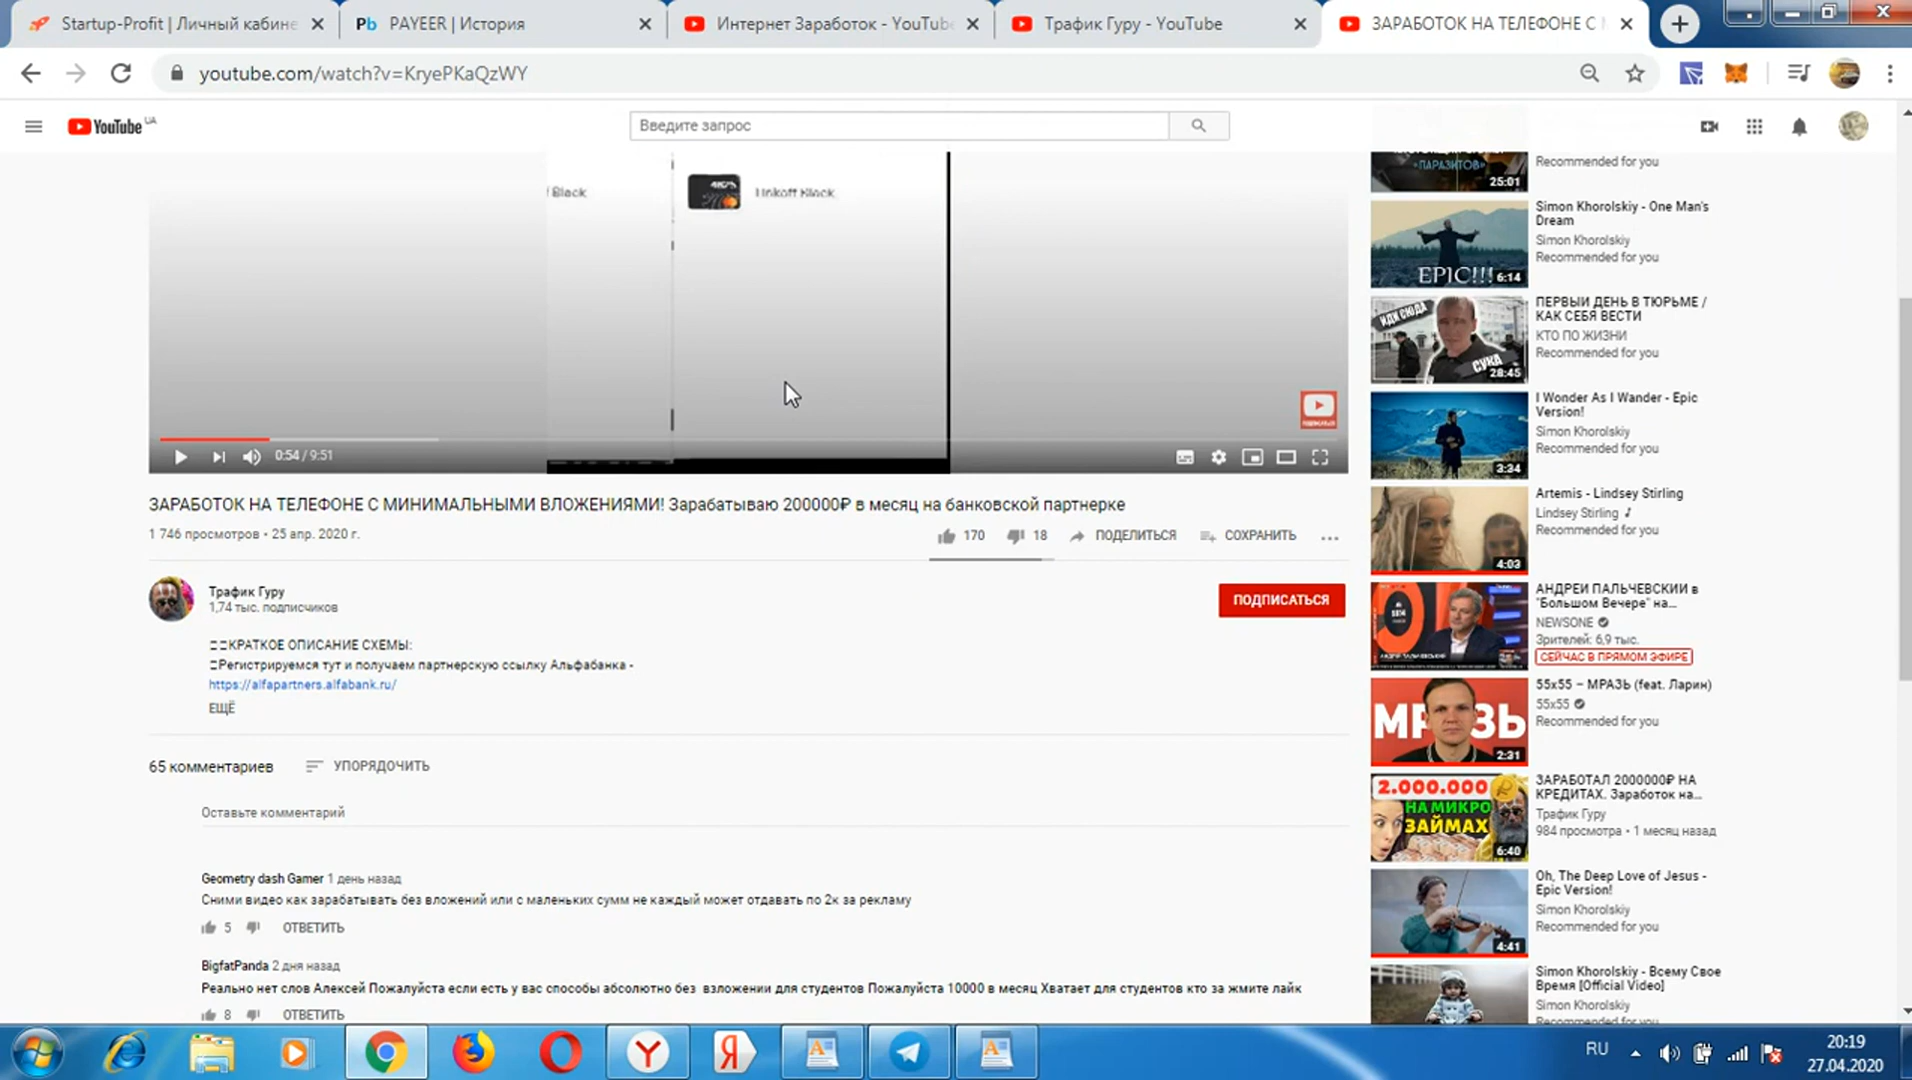 Startup-Profit | Личный кабине
PAYEER | История
Интернет Заработок - YouTube
Трафик Гуру - YouTube
ЗАРАБОТОК НА ТЕЛЕФОНЕ С
youtube.com/watch?v=KryePKaQzWY
YouTube UA
Введите запрос
Black
Tinkoff Black
0:54 / 9:51
ЗАРАБОТОК НА ТЕЛЕФОНЕ С МИНИМАЛЬНЫМИ ВЛОЖЕНИЯМИ! Зарабатываю 200000₽ в месяц на банковской партнерке
1 746 просмотров • 25 апр. 2020 г.
170
18
ПОДЕЛИТЬСЯ
СОХРАНИТЬ
Трафик Гуру
1,74 тыс. подписчиков
ПОДПИСАТЬСЯ
КРАТКОЕ ОПИСАНИЕ СХЕМЫ:
Регистрируемся тут и получаем партнерскую ссылку Альфабанка -
https://alfapartners.alfabank.ru/
ЕЩЁ
65 комментариев
УПОРЯДОЧИТЬ
Оставьте комментарий
Geometry dash Gamer 1 день назад
Сними видео как зарабатывать без вложений или с маленьких сумм не каждый может отдавать по 2к за рекламу
5
ОТВЕТИТЬ
BigfatPanda 2 дня назад
Реально нет слов Алексей Пожалуйста если есть у вас способы абсолютно без вложении для студентов Пожалуйста 10000 в месяц Хватает для студентов кто за жмите лайк
8
ОТВЕТИТЬ
«ПАРАЗИТОВ»
25:01
Recommended for you
EPIC!!!
6:14
Simon Khorolskiy - One Man's
Dream
Simon Khorolskiy
Recommended for you
ИДИ СЮДА
СУКА
28:45
ПЕРВЫЙ ДЕНЬ В ТЮРЬМЕ /
КАК СЕБЯ ВЕСТИ
КТО ПО ЖИЗНИ
Recommended for you
3:34
I Wonder As I Wander - Epic
Version!
Simon Khorolskiy
Recommended for you
4:03
Artemis - Lindsey Stirling
Lindsey Stirling
Recommended for you
АНДРЕЙ ПАЛЬЧЕВСКИЙ в
"Большом Вечере" на...
NEWSONE
Зрителей: 6,9 тыс.
СЕЙЧАС В ПРЯМОМ ЭФИРЕ
МРАЗЬ
2:31
55x55 – МРАЗЬ (feat. Ларин)
55x55
Recommended for you
2.000.000
НА МИКРО
ЗАЙМАХ
6:40
ЗАРАБОТАЛ 2000000₽ НА
КРЕДИТАХ. Заработок на...
Трафик Гуру
984 просмотра • 1 месяц назад
4:41
Oh, The Deep Love of Jesus -
Epic Version!
Simon Khorolskiy
Recommended for you
Simon Khorolskiy - Всему Свое
Время [Official Video]
Simon Khorolskiy
Recommended for you
RU
20:19
27.04.2020